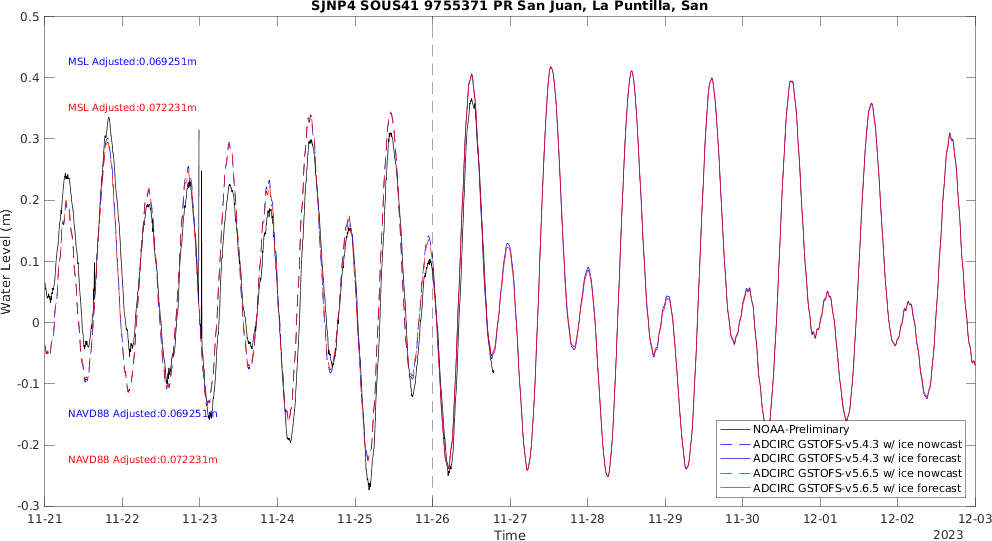 SJNP4 SOUS41 9755371 PR San Juan, La Puntilla, San
0.5
0.4
0.3
0.2
0.1
0
-0.1
-0.2
-0.3
Water Level (m)
MSL Adjusted:0.069251m
MSL Adjusted:0.072231m
NAVD88 Adjusted:0.069251m
NAVD88 Adjusted:0.072231m
NOAA-Preliminary
ADCIRC GSTOFS-v5.4.3 w/ ice nowcast
ADCIRC GSTOFS-v5.4.3 w/ ice forecast
ADCIRC GSTOFS-v5.6.5 w/ ice nowcast
ADCIRC GSTOFS-v5.6.5 w/ ice forecast
11-21 11-22 11-23 11-24 11-25 11-26 11-27 11-28 11-29 11-30 12-01 12-02 12-03
Time
2023